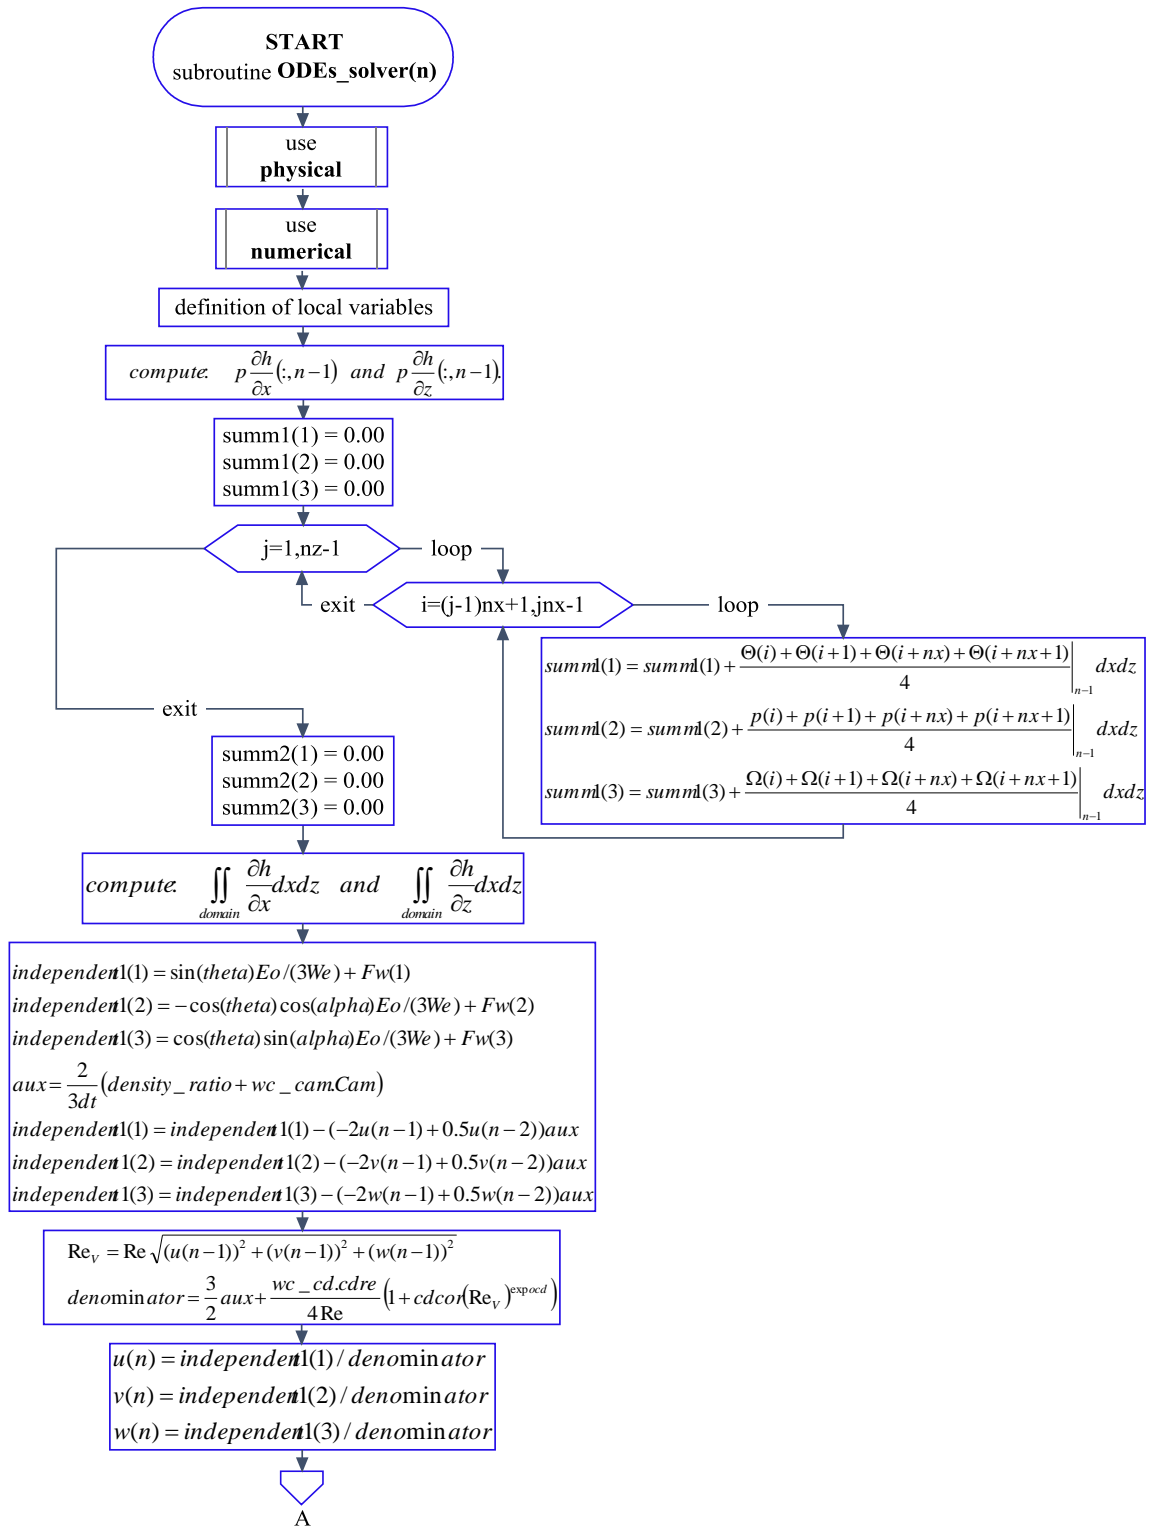 START
subroutine ODEs_solver(n)
use
physical
use
numerical
definition of local variables
compute: p ∂h/∂x (:,n−1) and p ∂h/∂z (:,n−1).
summ1(1) = 0.00
summ1(2) = 0.00
summ1(3) = 0.00
j=1,nz-1
loop
exit
i=(j-1)nx+1,jnx-1
loop
summ1(1) = summ1(1) + (Θ(i) + Θ(i+1) + Θ(i+nx) + Θ(i+nx+1))/4 |n−1 dxdz
summ1(2) = summ1(2) + (p(i) + p(i+1) + p(i+nx) + p(i+nx+1))/4 |n−1 dxdz
summ1(3) = summ1(3) + (Ω(i) + Ω(i+1) + Ω(i+nx) + Ω(i+nx+1))/4 |n−1 dxdz
exit
summ2(1) = 0.00
summ2(2) = 0.00
summ2(3) = 0.00
compute: ∬domain ∂h/∂x dxdz and ∬domain ∂h/∂z dxdz
independent1(1) = sin(theta)Eo/(3We) + Fw(1)
independent1(2) = −cos(theta)cos(alpha)Eo/(3We) + Fw(2)
independent1(3) = cos(theta)sin(alpha)Eo/(3We) + Fw(3)
aux = 2/3dt (density_ratio + wc_cam.Cam)
independent1(1) = independent1(1) − (−2u(n−1) + 0.5u(n−2))aux
independent1(2) = independent1(2) − (−2v(n−1) + 0.5v(n−2))aux
independent1(3) = independent1(3) − (−2w(n−1) + 0.5w(n−2))aux
Re_V = Re √((u(n−1))² + (v(n−1))² + (w(n−1))²)
denominator = 3/2 aux + wc_cd.cdre/4Re (1 + cdcor(Re_V)^expocd)
u(n) = independent1(1) / denominator
v(n) = independent1(2) / denominator
w(n) = independent1(3) / denominator
A